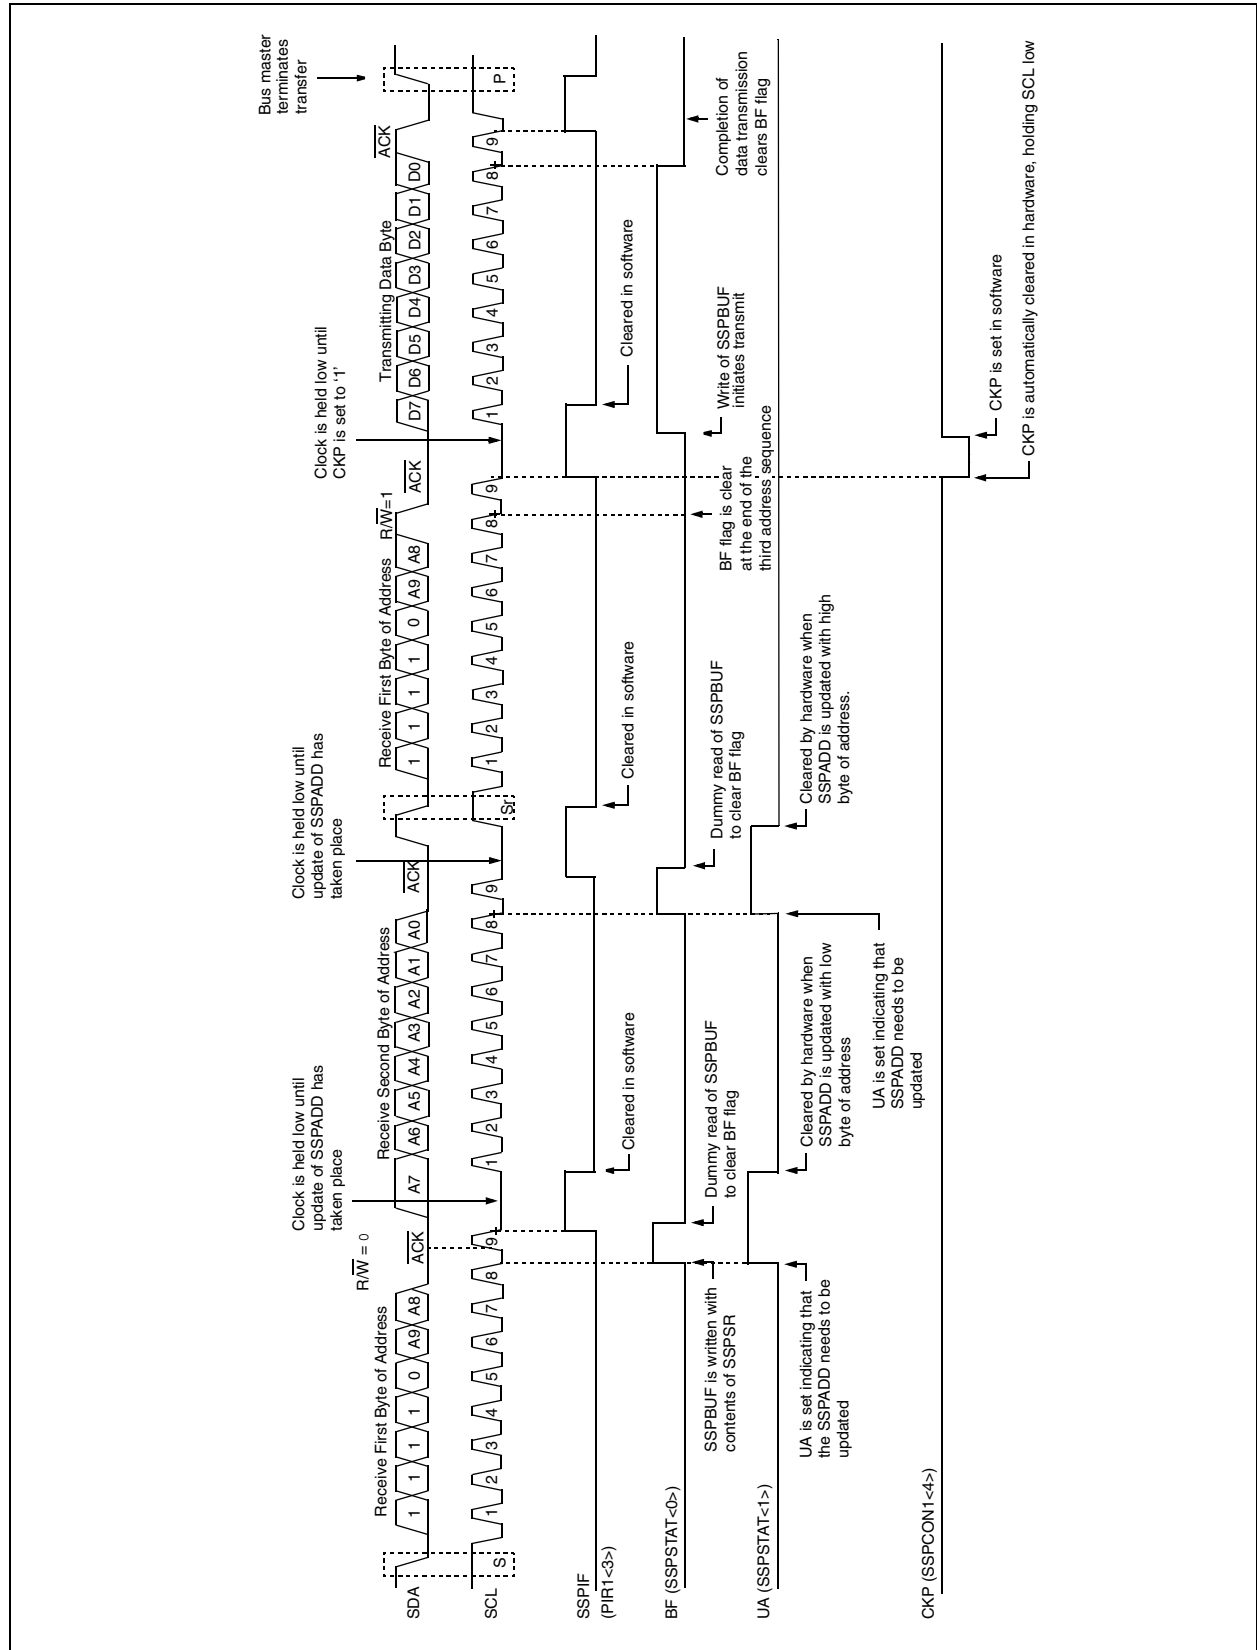 Bus master
terminates
transfer
Clock is held low until
update of SSPADD has
taken place
Clock is held low until
update of SSPADD has
taken place
Clock is held low until
CKP is set to ‘1’
R/W = 0
R/W=1
Receive First Byte of Address
Receive Second Byte of Address
Receive First Byte of Address
Transmitting Data Byte
SDA
1 1 1 1 0 A9 A8
ACK
A7 A6 A5 A4 A3 A2 A1 A0
ACK
1 1 1 1 0 A9 A8
ACK
D7 D6 D5 D4 D3 D2 D1 D0
ACK
SCL
S
1 2 3 4 5 6 7 8 9
1 2 3 4 5 6 7 8 9
Sr
1 2 3 4 5 6 7 8 9
1 2 3 4 5 6 7 8 9
P
SSPIF
(PIR1<3>)
Cleared in software
Cleared in software
Cleared in software
BF (SSPSTAT<0>)
SSPBUF is written with
contents of SSPSR
Dummy read of SSPBUF
to clear BF flag
Dummy read of SSPBUF
to clear BF flag
BF flag is clear
at the end of the
third address sequence
Write of SSPBUF
initiates transmit
Completion of
data transmission
clears BF flag
UA (SSPSTAT<1>)
UA is set indicating that
the SSPADD needs to be
updated
Cleared by hardware when
SSPADD is updated with low
byte of address
UA is set indicating that
SSPADD needs to be
updated
Cleared by hardware when
SSPADD is updated with high
byte of address.
CKP (SSPCON1<4>)
CKP is set in software
CKP is automatically cleared in hardware, holding SCL low